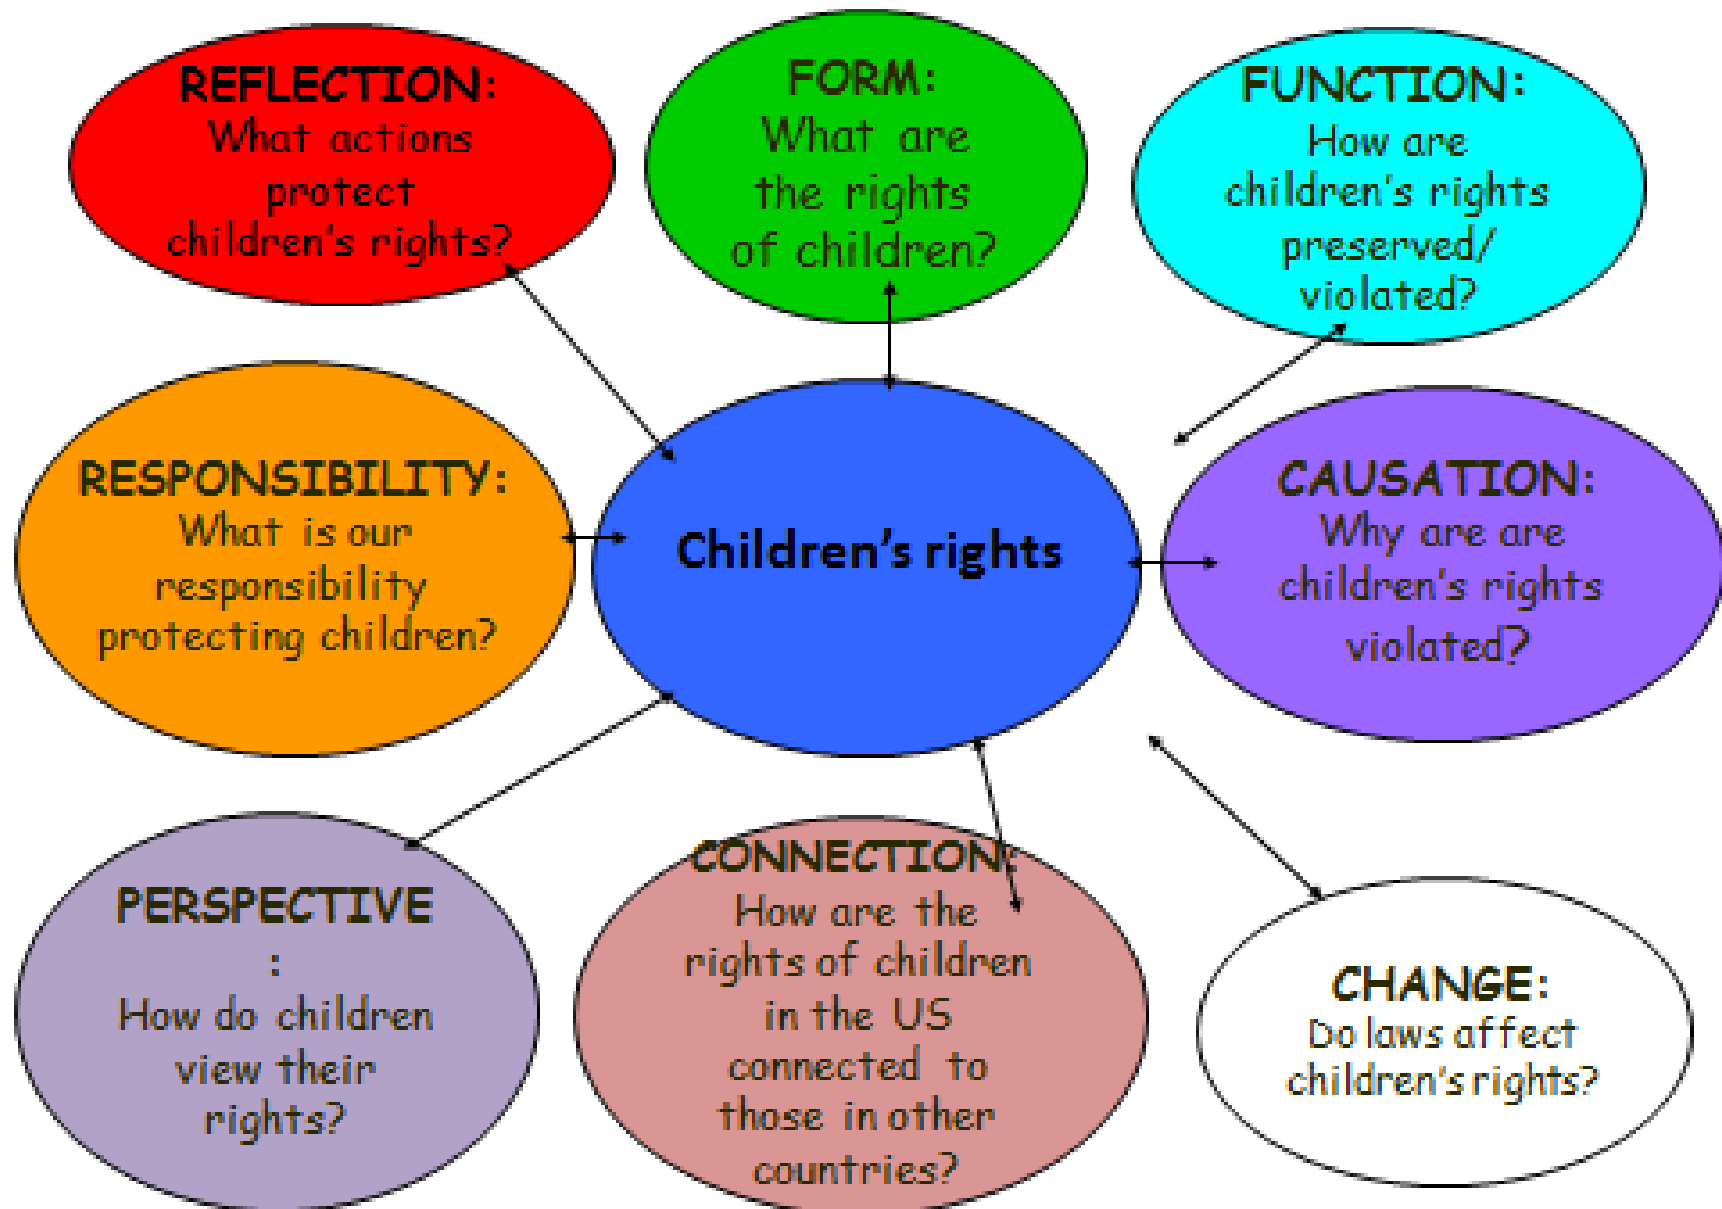 REFLECTION:
What actions
protect
children's rights?
FORM:
What are
the rights
of children?
FUNCTION:
How are
children's rights
preserved/
violated?
RESPONSIBILITY:
What is our
responsibility
protecting children?
Children's rights
CAUSATION:
Why are are
children's rights
violated?
PERSPECTIVE
:
How do children
view their
rights?
CONNECTION:
How are the
rights of children
in the US
connected to
those in other
countries?
CHANGE:
Do laws affect
children's rights?